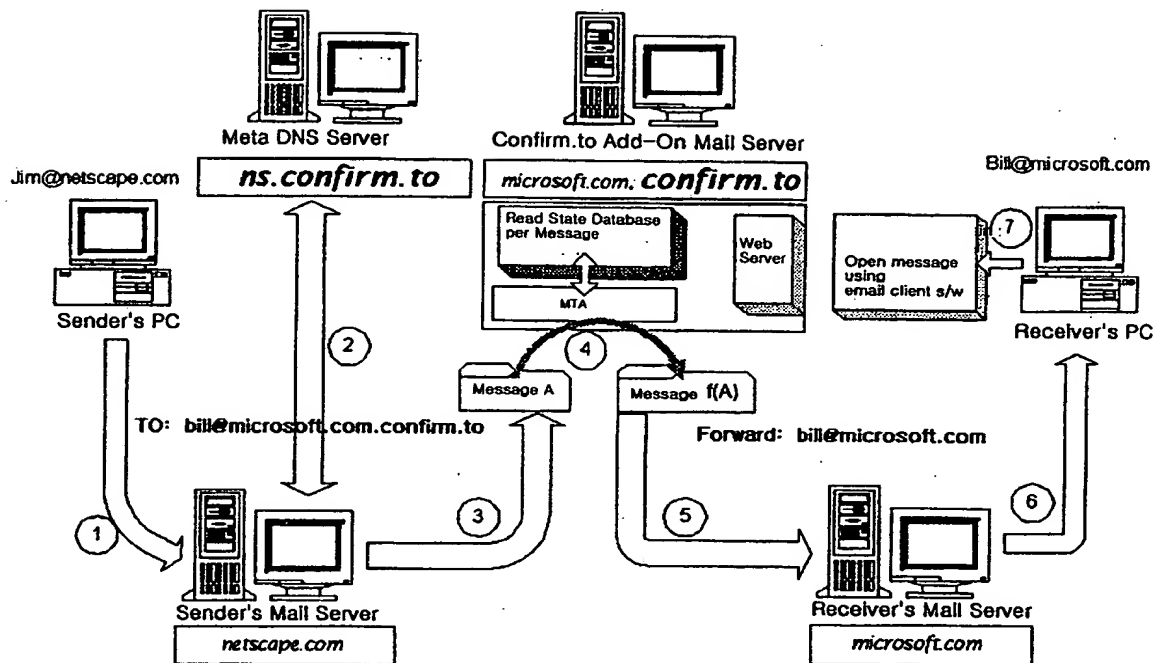 Meta DNS Server
Confirm.to Add-On Mail Server
Jim@netscape.com
ns.confirm.to
microsoft.com. confirm.to
Bill@microsoft.com
Read State Database
per Message
Web
Server
MTA
7
Open message
using
email client s/w
Sender's PC
Receiver's PC
2
4
Message A
Message f(A)
TO: bill@microsoft.com.confirm.to
Forward: bill@microsoft.com
1
3
5
6
Sender's Mail Server
Receiver's Mail Server
netscape.com
microsoft.com